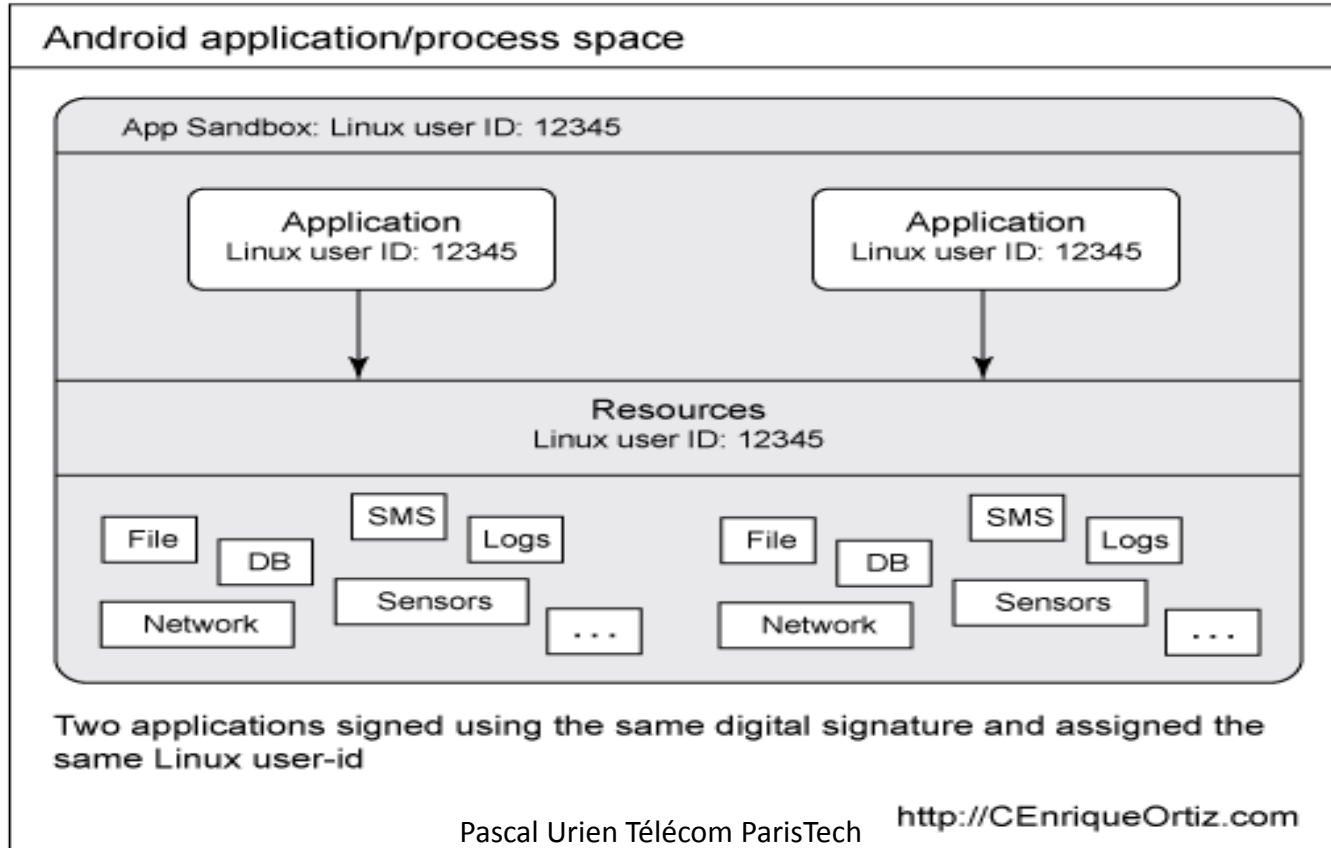 Android application/process space
App Sandbox: Linux user ID: 12345
Application
Linux user ID: 12345
Application
Linux user ID: 12345
Resources
Linux user ID: 12345
File
DB
SMS
Logs
Network
Sensors
...
File
DB
SMS
Logs
Network
Sensors
...
Two applications signed using the same digital signature and assigned the
same Linux user-id
Pascal Urien Télécom ParisTech
http://CEnriqueOrtiz.com